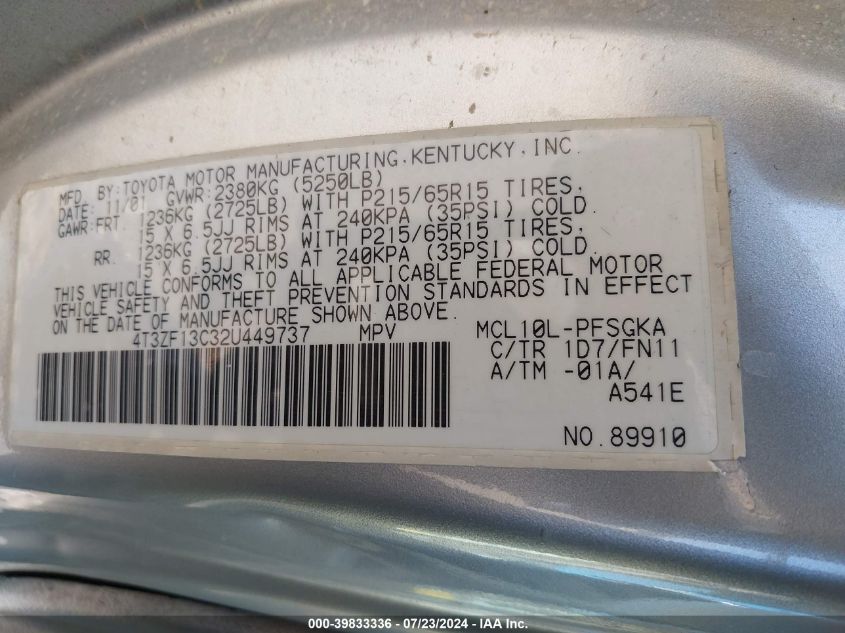 MFD. BY:TOYOTA MOTOR MANUFACTURING,KENTUCKY,INC.
DATE: 11/01 GVWR:2380KG (5250LB)
GAWR:FRT. 1236KG (2725LB) WITH P215/65R15 TIRES,
15 X 6.5JJ RIMS AT 240KPA (35PSI) COLD.
RR. 1236KG (2725LB) WITH P215/65R15 TIRES,
15 X 6.5JJ RIMS AT 240KPA (35PSI) COLD.
THIS VEHICLE CONFORMS TO ALL APPLICABLE FEDERAL MOTOR
VEHICLE SAFETY AND THEFT PREVENTION STANDARDS IN EFFECT
ON THE DATE OF MANUFACTURE SHOWN ABOVE.
4T3ZF13C32U449737 MPV MCL10L-PFSGKA
C/TR 1D7/FN11
A/TM -01A/
A541E
NO.89910
000-39833336 - 07/23/2024 - IAA Inc.